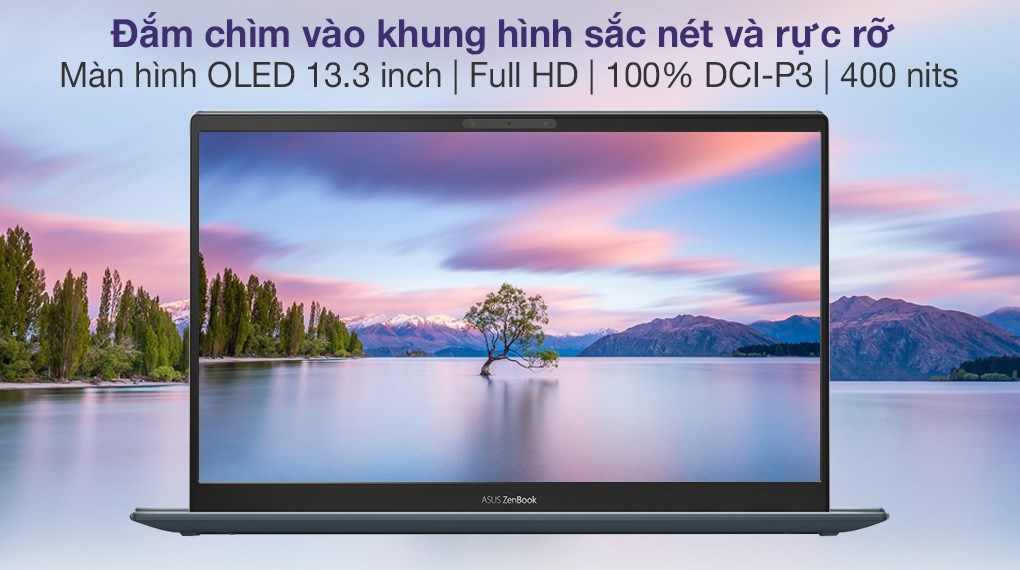 Đắm chìm vào khung hình sắc nét và rực rỡ
Màn hình OLED 13.3 inch | Full HD | 100% DCI-P3 | 400 nits
ASUS ZenBook